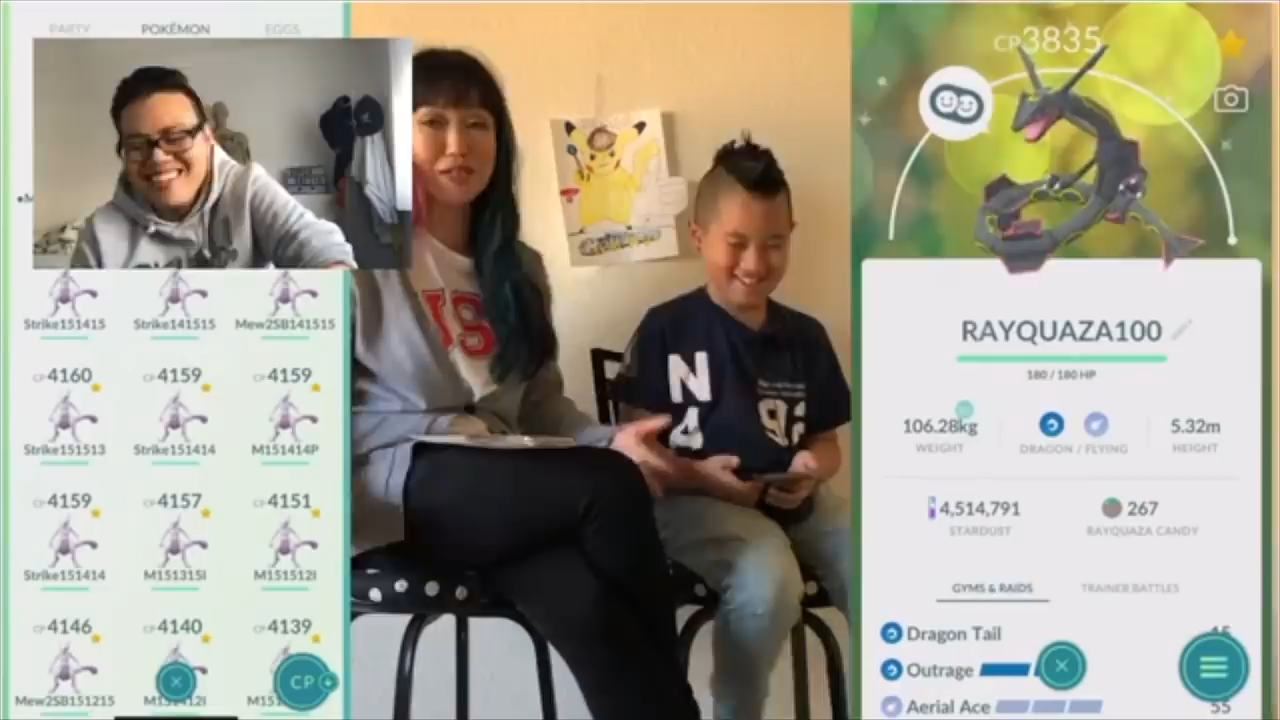 PARTY POKÉMON EGGS
Strike151415 Strike141515 Mew2SB141515
CP4160 CP4159 CP4159
Strike151513 Strike151414 M151414P
CP4159 CP4157 CP4151
Strike151414 M151315I M151512I
CP4146 CP4140 CP4139
Mew2SB151215
CP
US
N
4
92
CP3835
RAYQUAZA100
180 / 180 HP
106.28kg DRAGON / FLYING 5.32m
WEIGHT HEIGHT
4,514,791 267
STARDUST RAYQUAZA CANDY
GYMS & RAIDS TRAINER BATTLES
Dragon Tail 15
Outrage
Aerial Ace 55